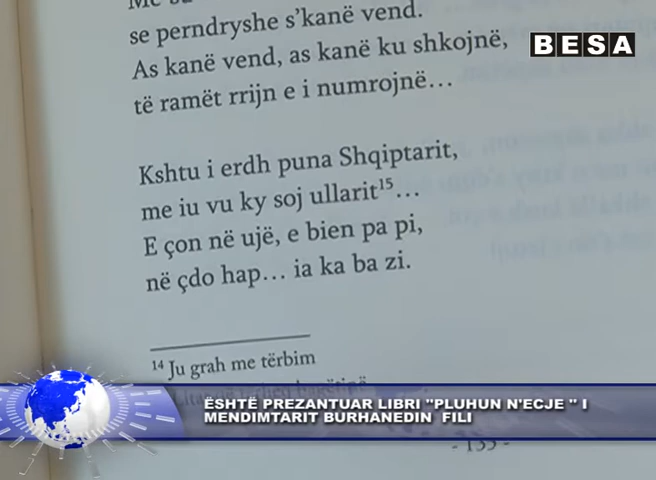 se perndryshe s'kanë vend.
As kanë vend, as kanë ku shkojnë,
të ramët rrijn e i numrojnë...
Kshtu i erdh puna Shqiptarit,
me iu vu ky soj ullarit¹⁵...
E çon në ujë, e bien pa pi,
në çdo hap... ia ka ba zi.
¹⁴ Ju grah me tërbim
BESA
ËSHTË PREZANTUAR LIBRI "PLUHUN N'ECJE " I
MENDIMTARIT BURHANEDIN FILI